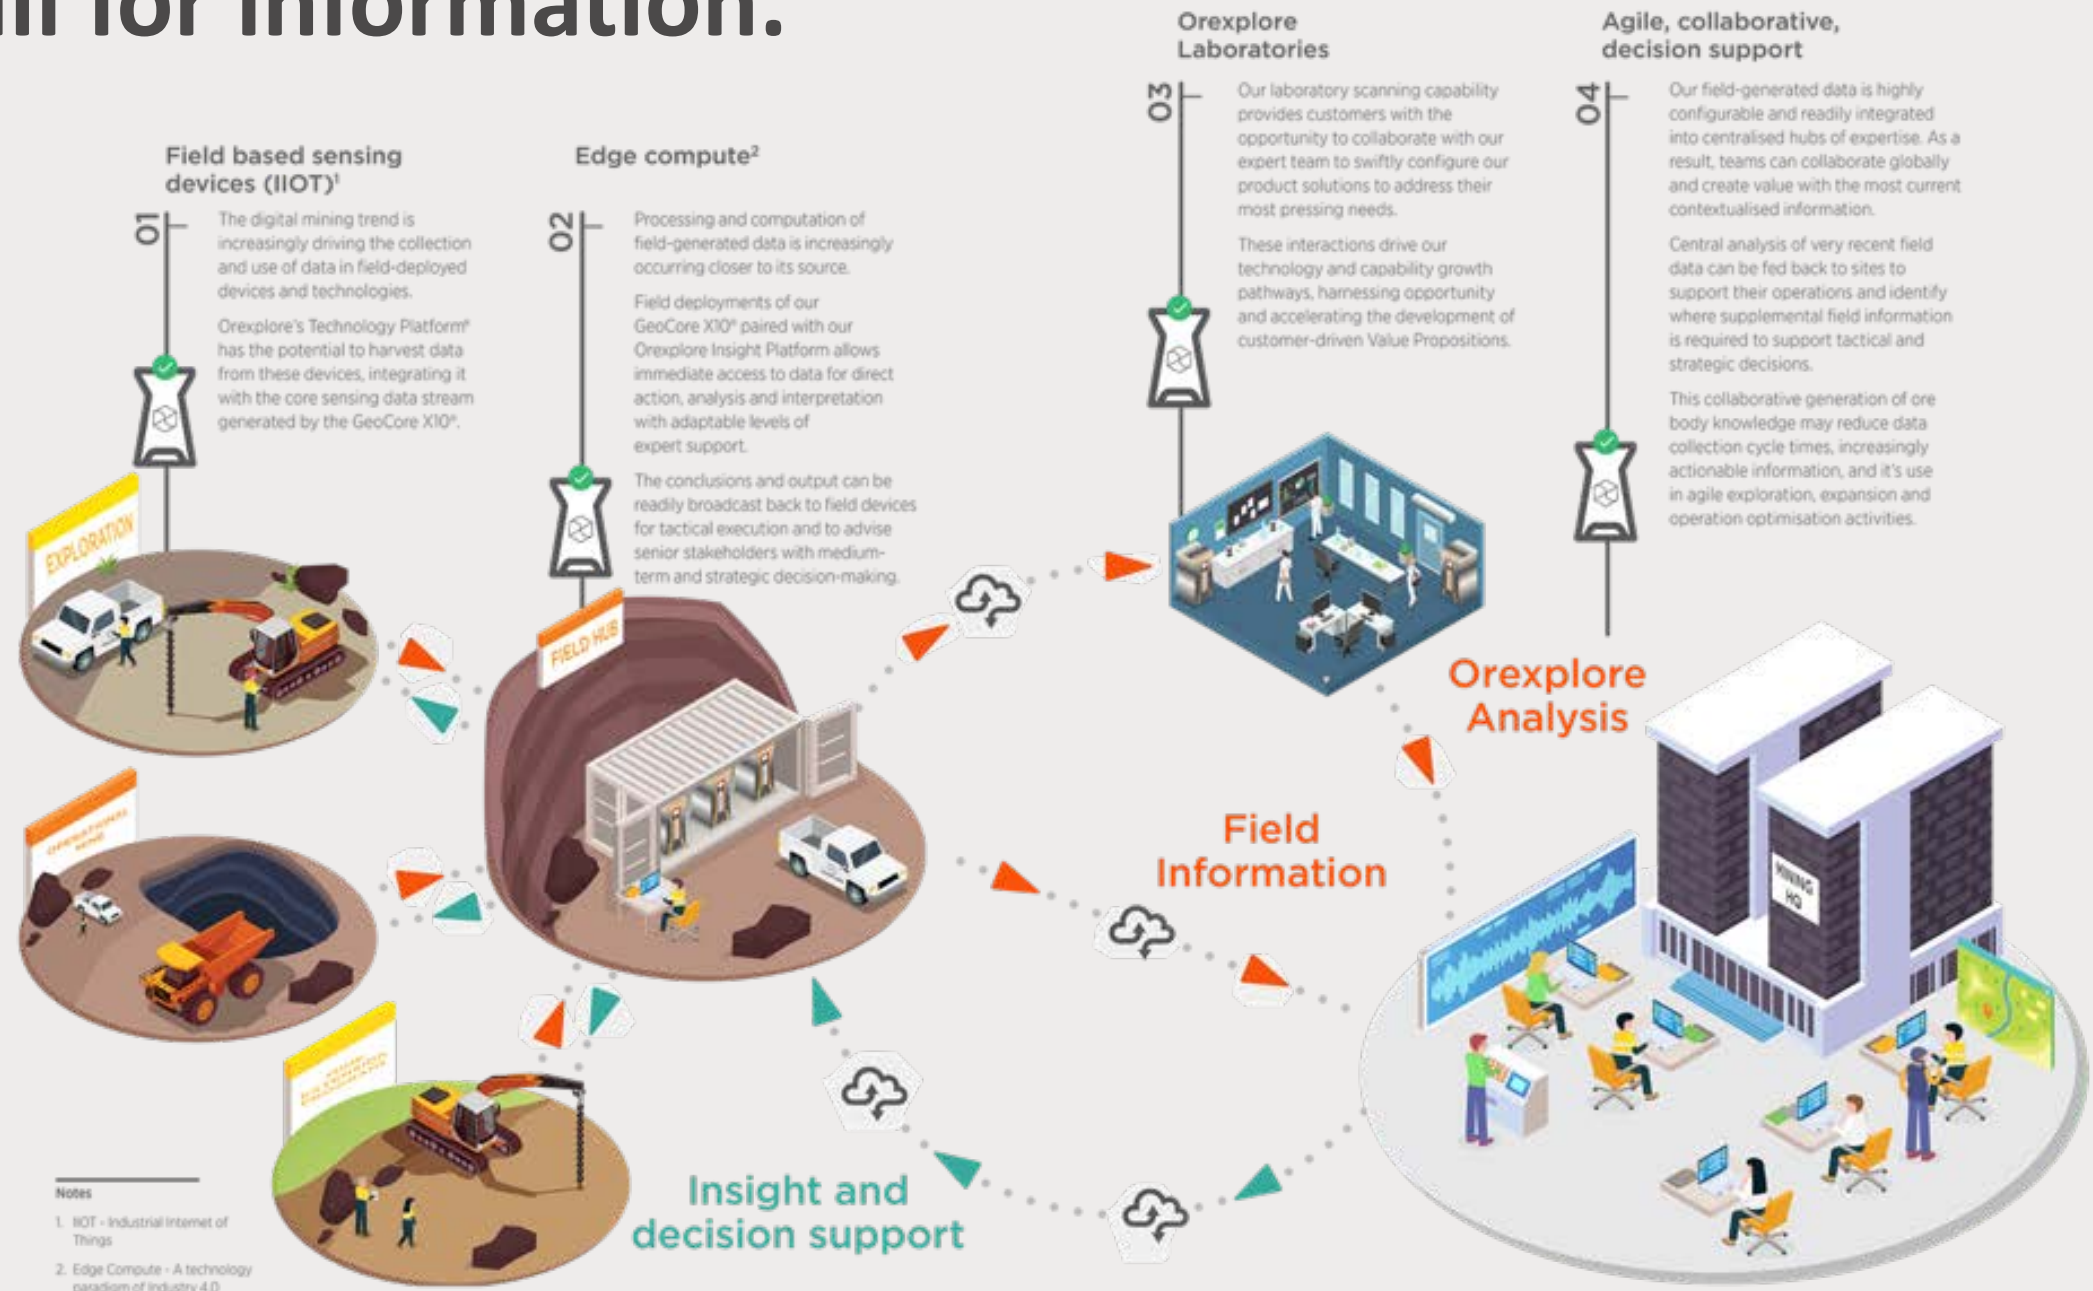 for information.
Field based sensing
devices (IIOT)¹
01
The digital mining trend is
increasingly driving the collection
and use of data in field-deployed
devices and technologies.
Orexplore's Technology Platform®
has the potential to harvest data
from these devices, integrating it
with the core sensing data stream
generated by the GeoCore X10®.
Edge compute²
02
Processing and computation of
field-generated data is increasingly
occurring closer to its source.
Field deployments of our
GeoCore X10® paired with our
Orexplore Insight Platform allows
immediate access to data for direct
action, analysis and interpretation
with adaptable levels of
expert support.
The conclusions and output can be
readily broadcast back to field devices
for tactical execution and to advise
senior stakeholders with medium-
term and strategic decision-making.
Orexplore
Laboratories
03
Our laboratory scanning capability
provides customers with the
opportunity to collaborate with our
expert team to swiftly configure our
product solutions to address their
most pressing needs.
These interactions drive our
technology and capability growth
pathways, harnessing opportunity
and accelerating the development of
customer-driven Value Propositions.
Agile, collaborative,
decision support
04
Our field-generated data is highly
configurable and readily integrated
into centralised hubs of expertise. As a
result, teams can collaborate globally
and create value with the most current
contextualised information.
Central analysis of very recent field
data can be fed back to sites to
support their operations and identify
where supplemental field information
is required to support tactical and
strategic decisions.
This collaborative generation of ore
body knowledge may reduce data
collection cycle times, increasingly
actionable information, and it's use
in agile exploration, expansion and
operation optimisation activities.
EXPLORATION
FIELD HUB
OPERATIONAL
MINE
Orexplore
Analysis
Field
Information
MINING
HQ
Insight and
decision support
Notes
1. IIOT - Industrial Internet of
Things
2. Edge Compute - A technology
paradigm of Industry 4.0